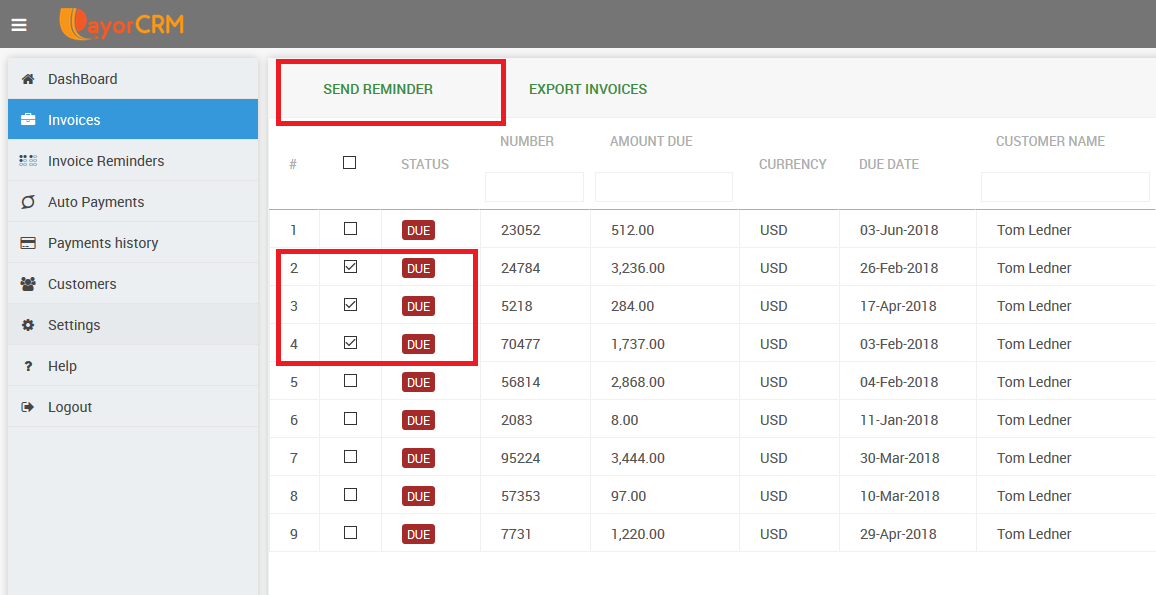 PayorCRM
DashBoard
Invoices
Invoice Reminders
Auto Payments
Payments history
Customers
Settings
? Help
Logout
SEND REMINDER EXPORT INVOICES
# STATUS NUMBER AMOUNT DUE CURRENCY DUE DATE CUSTOMER NAME
1 DUE 23052 512.00 USD 03-Jun-2018 Tom Ledner
2 DUE 24784 3,236.00 USD 26-Feb-2018 Tom Ledner
3 DUE 5218 284.00 USD 17-Apr-2018 Tom Ledner
4 DUE 70477 1,737.00 USD 03-Feb-2018 Tom Ledner
5 DUE 56814 2,868.00 USD 04-Feb-2018 Tom Ledner
6 DUE 2083 8.00 USD 11-Jan-2018 Tom Ledner
7 DUE 95224 3,444.00 USD 30-Mar-2018 Tom Ledner
8 DUE 57353 97.00 USD 10-Mar-2018 Tom Ledner
9 DUE 7731 1,220.00 USD 29-Apr-2018 Tom Ledner